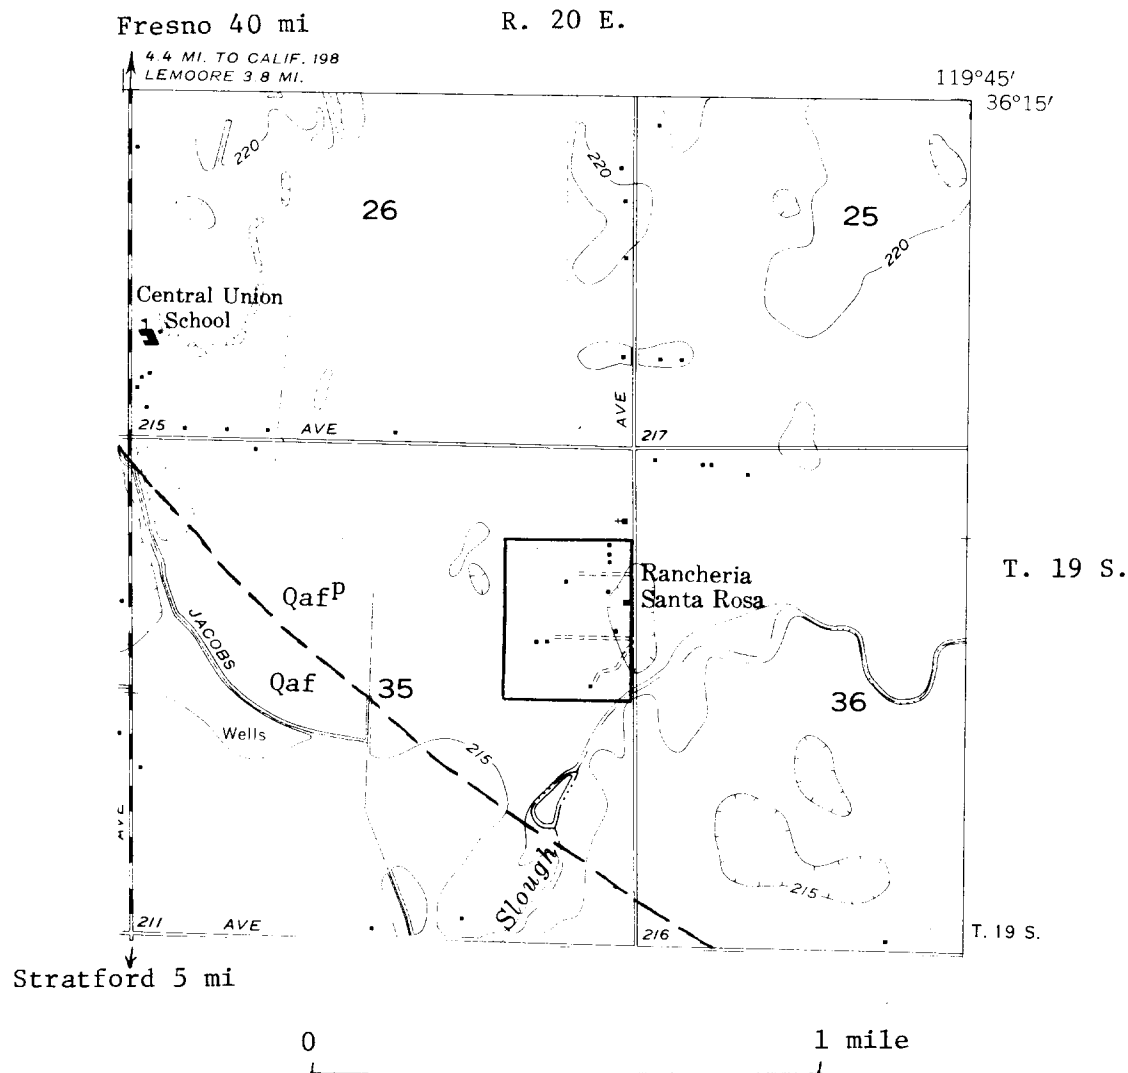 Fresno 40 mi
R. 20 E.
4.4 MI. TO CALIF. 198
LEMOORE 3.8 MI.
119°45′
36°15′
220
220
26
25
220
Central Union
School
1
AVE
215
AVE
217
Rancheria
Santa Rosa
T. 19 S.
Qafᵖ
JACOBS
Qaf
35
36
Wells
215
AVE
Slough
215
211
AVE
216
T. 19 S.
Stratford 5 mi
0
1 mile